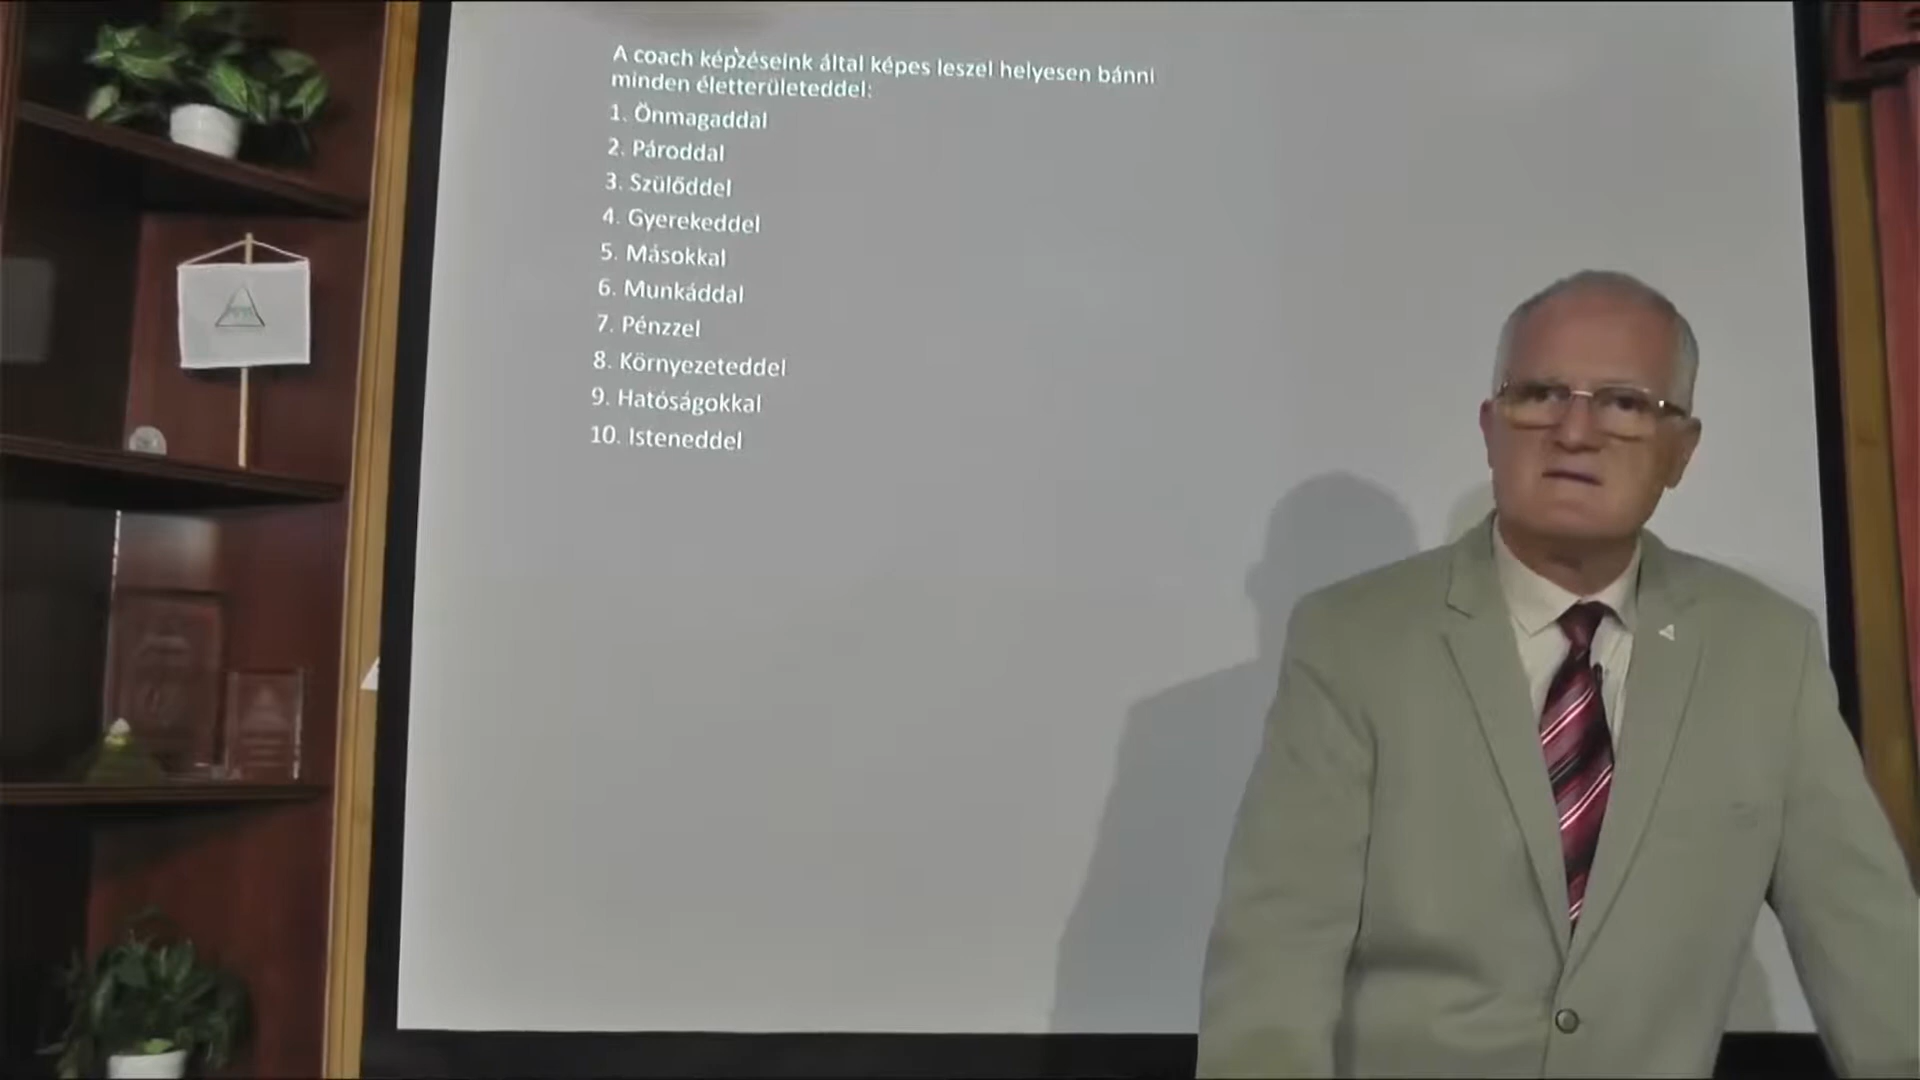 A coach képzéseink által képes leszel helyesen bánni
minden életterületeddel:
1. Önmagaddal
2. Pároddal
3. Szülőddel
4. Gyerekeddel
5. Másokkal
6. Munkáddal
7. Pénzzel
8. Környezeteddel
9. Hatóságokkal
10. Isteneddel